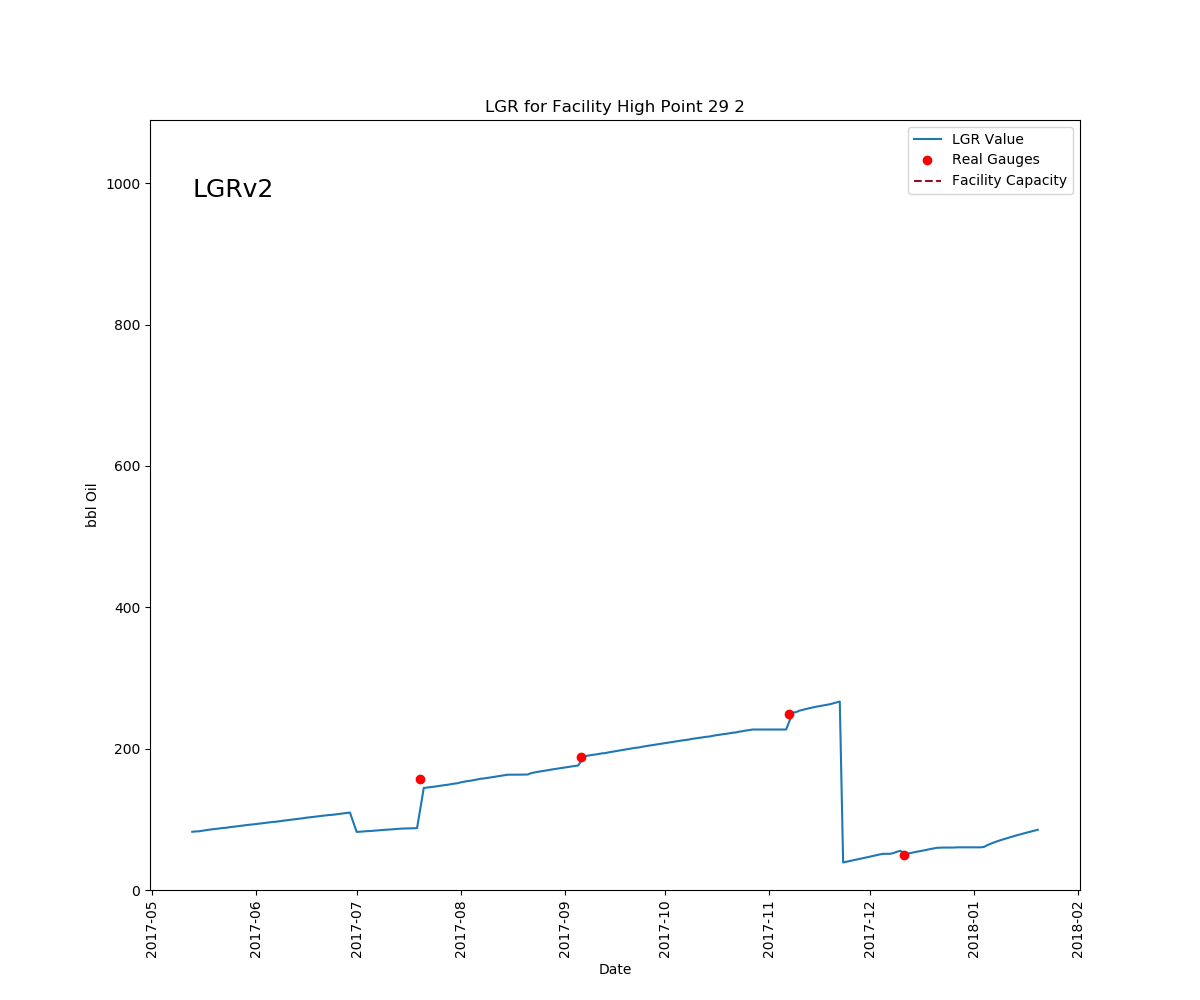 LGR for Facility High Point 29 2
LGR Value
Real Gauges
Facility Capacity
LGRv2
1000
800
600
400
200
0
bbl Oil
2017-05
2017-06
2017-07
2017-08
2017-09
2017-10
2017-11
2017-12
2018-01
2018-02
Date